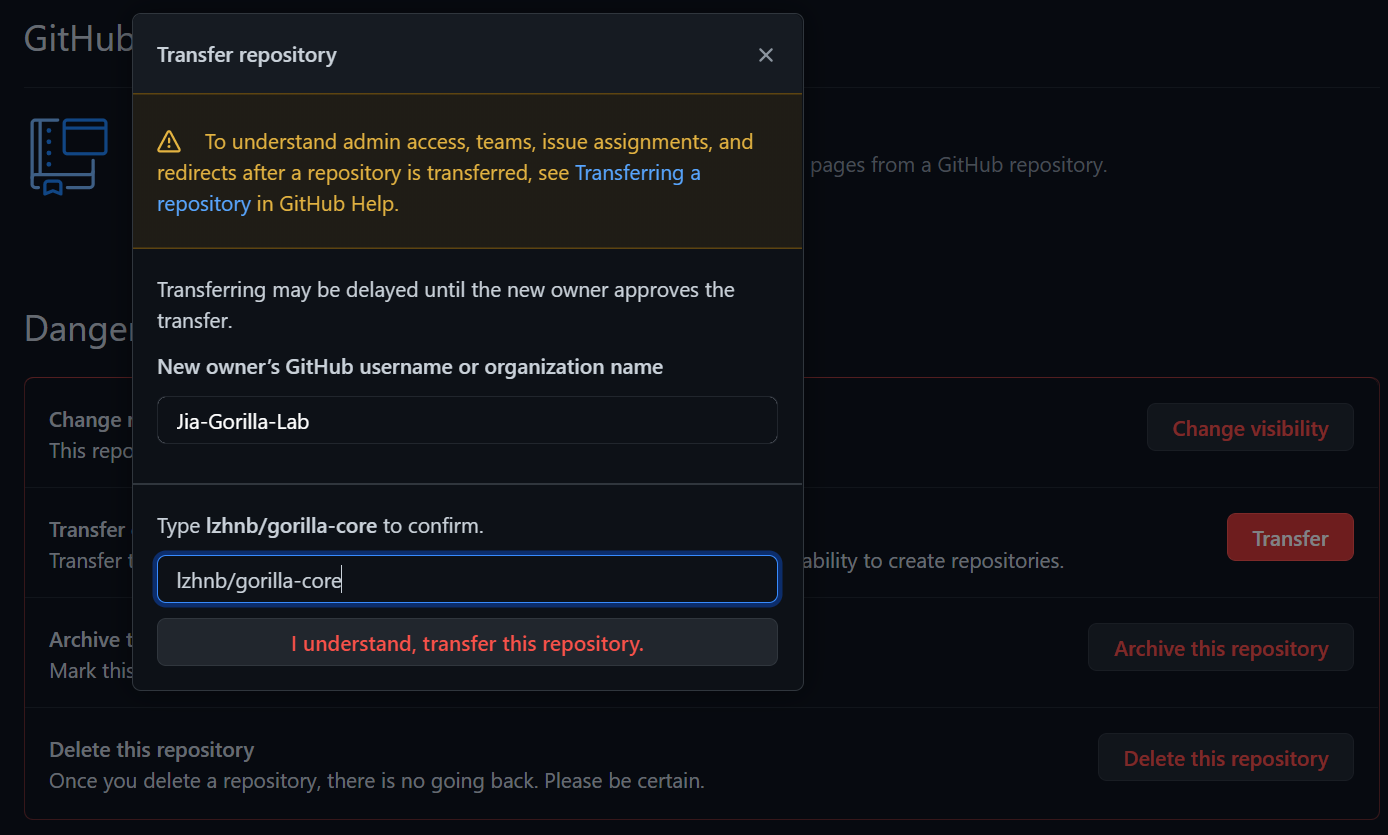 GitHub
Transfer repository
To understand admin access, teams, issue assignments, and
redirects after a repository is transferred, see Transferring a
repository in GitHub Help.
pages from a GitHub repository.
Transferring may be delayed until the new owner approves the
transfer.
New owner’s GitHub username or organization name
Jia-Gorilla-Lab
Type lzhnb/gorilla-core to confirm.
lzhnb/gorilla-core
I understand, transfer this repository.
Danger
Change r
This repo
Change visibility
Transfer
Transfer t
ability to create repositories.
Transfer
Archive t
Mark this
Archive this repository
Delete this repository
Once you delete a repository, there is no going back. Please be certain.
Delete this repository